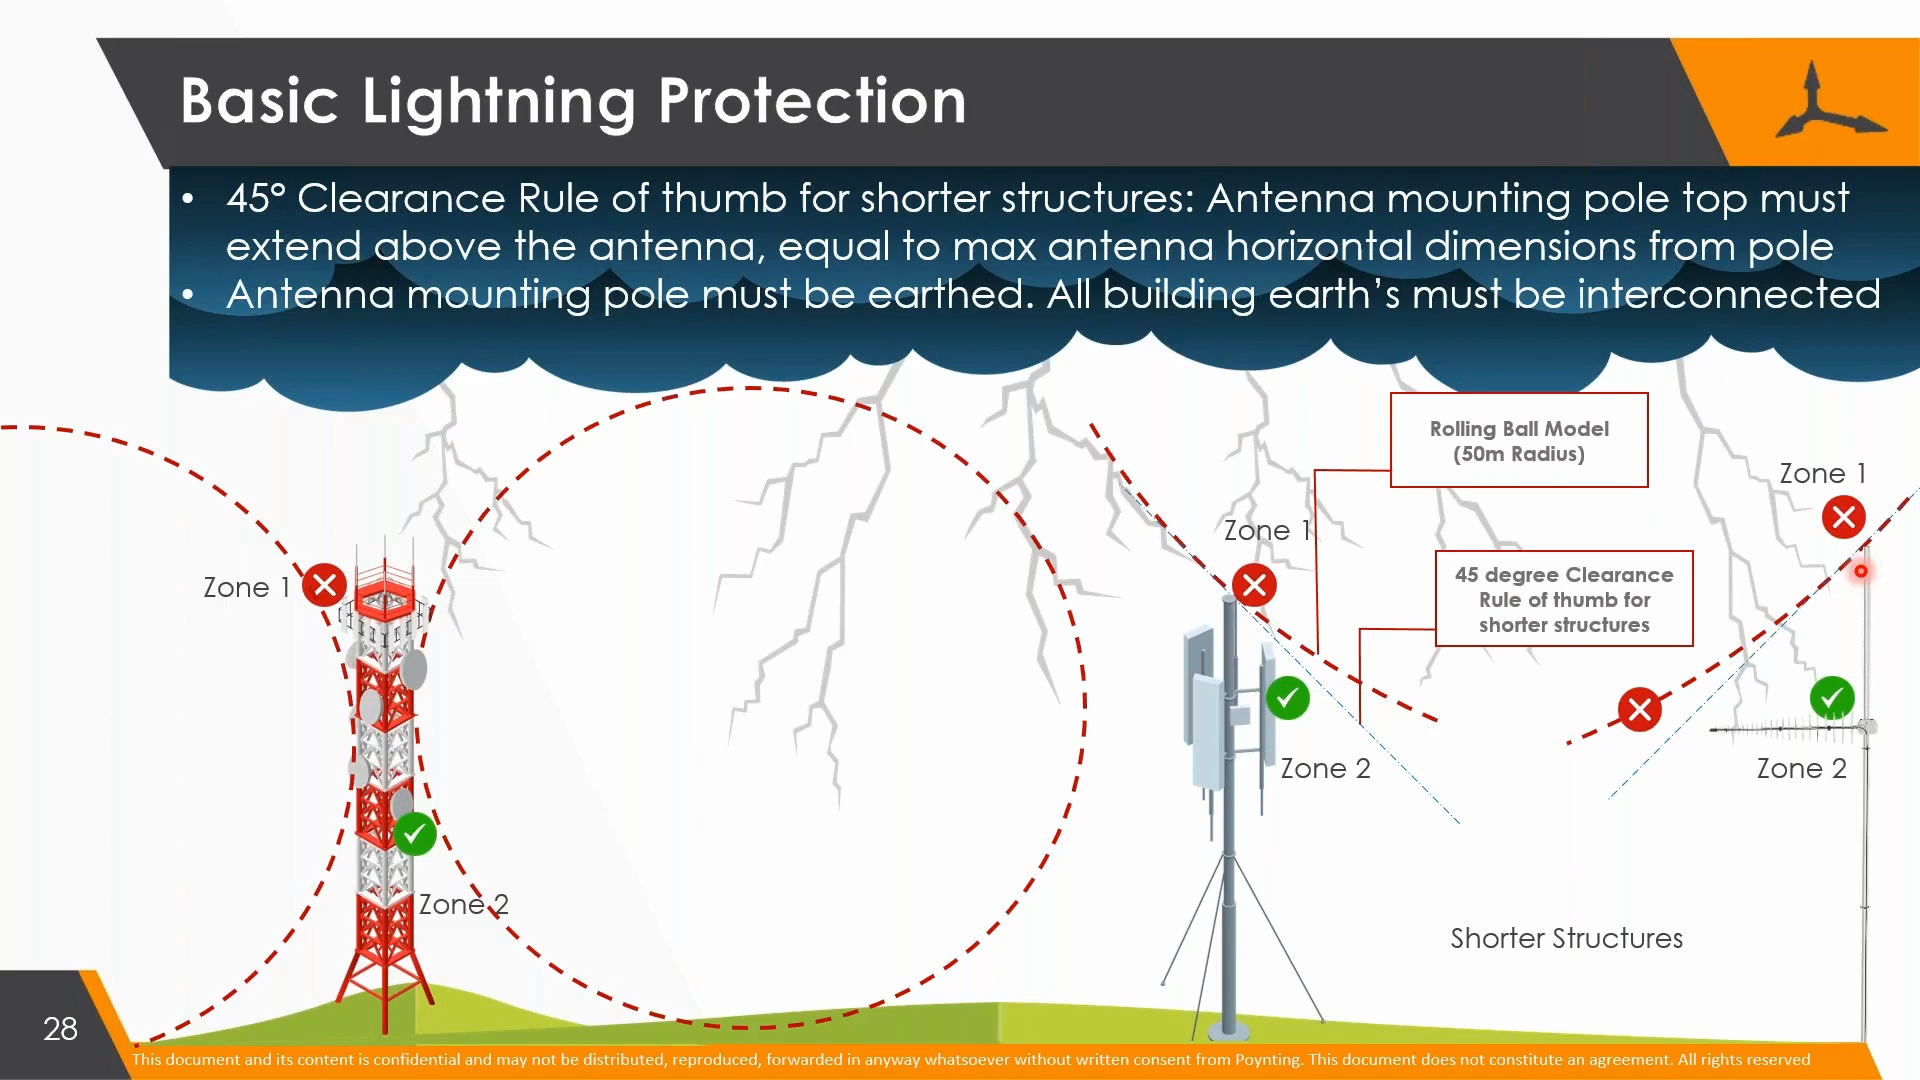 Basic Lightning Protection
• 45° Clearance Rule of thumb for shorter structures: Antenna mounting pole top must
extend above the antenna, equal to max antenna horizontal dimensions from pole
• Antenna mounting pole must be earthed. All building earth’s must be interconnected
Rolling Ball Model
(50m Radius)
Zone 1
Zone 1
45 degree Clearance
Rule of thumb for
shorter structures
Zone 1
Zone 2
Zone 2
Zone 2
Shorter Structures
28
This document and its content is confidential and may not be distributed, reproduced, forwarded in anyway whatsoever without written consent from Poynting. This document does not constitute an agreement. All rights reserved